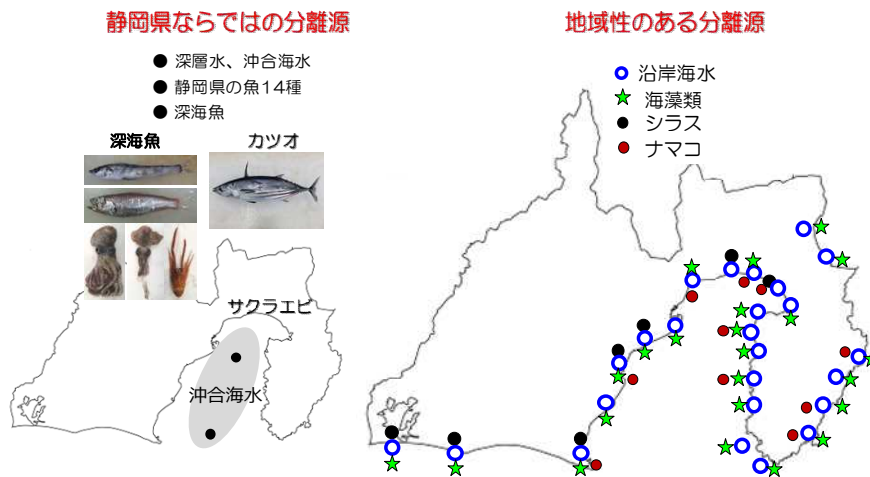 静岡県ならではの分離源
● 深層水、沖合海水
● 静岡県の魚14種
● 深海魚
深海魚
カツオ
サクラエビ
沖合海水
地域性のある分離源
沿岸海水
海藻類
シラス
ナマコ